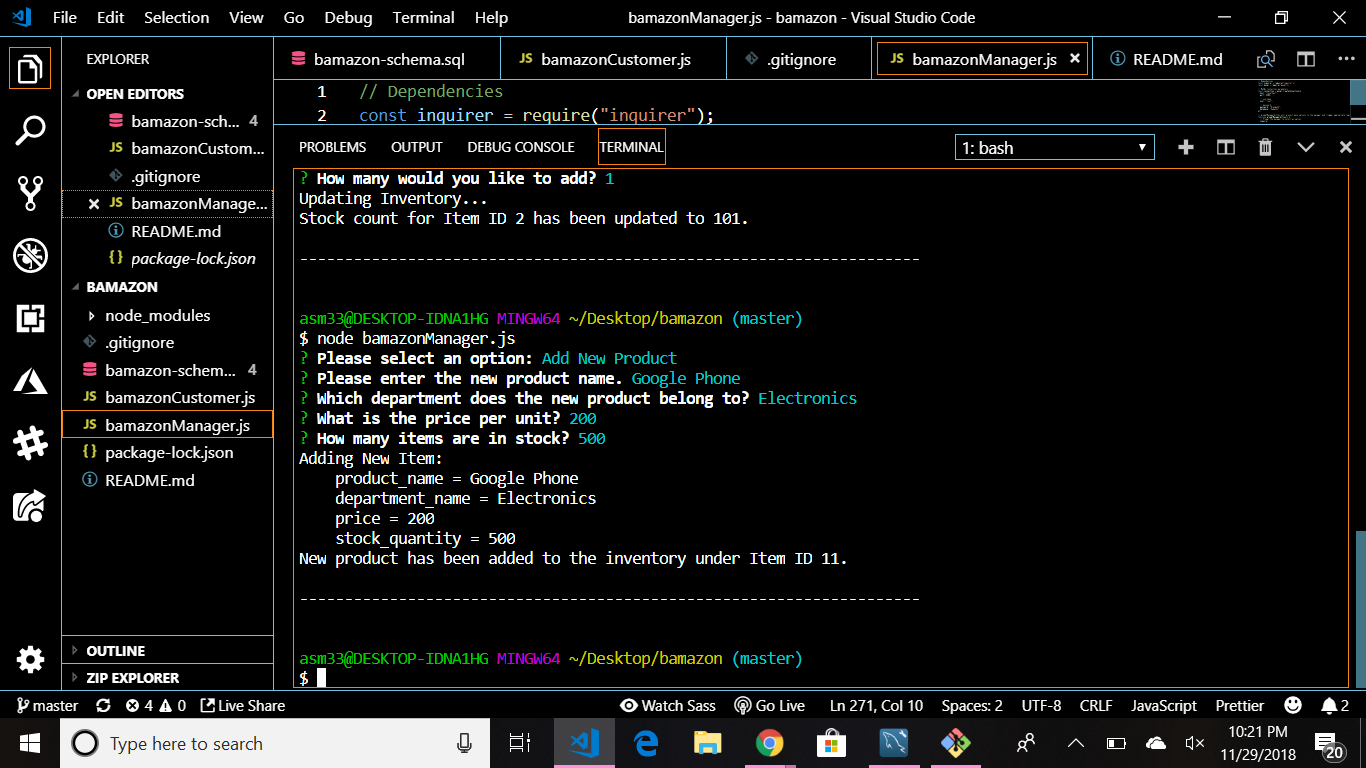 File Edit Selection View Go Debug Terminal Help bamazonManager.js - bamazon - Visual Studio Code
EXPLORER
OPEN EDITORS
bamazon-sch... 4
JS bamazonCustom...
.gitignore
JS bamazonManage...
README.md
{} package-lock.json
BAMAZON
node_modules
.gitignore
bamazon-schem... 4
JS bamazonCustomer.js
JS bamazonManager.js
{} package-lock.json
README.md
OUTLINE
ZIP EXPLORER
bamazon-schema.sql JS bamazonCustomer.js .gitignore JS bamazonManager.js README.md
1 // Dependencies
2 const inquirer = require("inquirer");
PROBLEMS OUTPUT DEBUG CONSOLE TERMINAL 1: bash
? How many would you like to add? 1
Updating Inventory...
Stock count for Item ID 2 has been updated to 101.
---------------------------------------------------------------------
asm33@DESKTOP-IDNA1HG MINGW64 ~/Desktop/bamazon (master)
$ node bamazonManager.js
? Please select an option: Add New Product
? Please enter the new product name. Google Phone
? Which department does the new product belong to? Electronics
? What is the price per unit? 200
? How many items are in stock? 500
Adding New Item:
    product_name = Google Phone
    department_name = Electronics
    price = 200
    stock_quantity = 500
New product has been added to the inventory under Item ID 11.
---------------------------------------------------------------------
asm33@DESKTOP-IDNA1HG MINGW64 ~/Desktop/bamazon (master)
$
master 4 0 Live Share Watch Sass Go Live Ln 271, Col 10 Spaces: 2 UTF-8 CRLF JavaScript Prettier 2
Type here to search
10:21 PM
11/29/2018
20